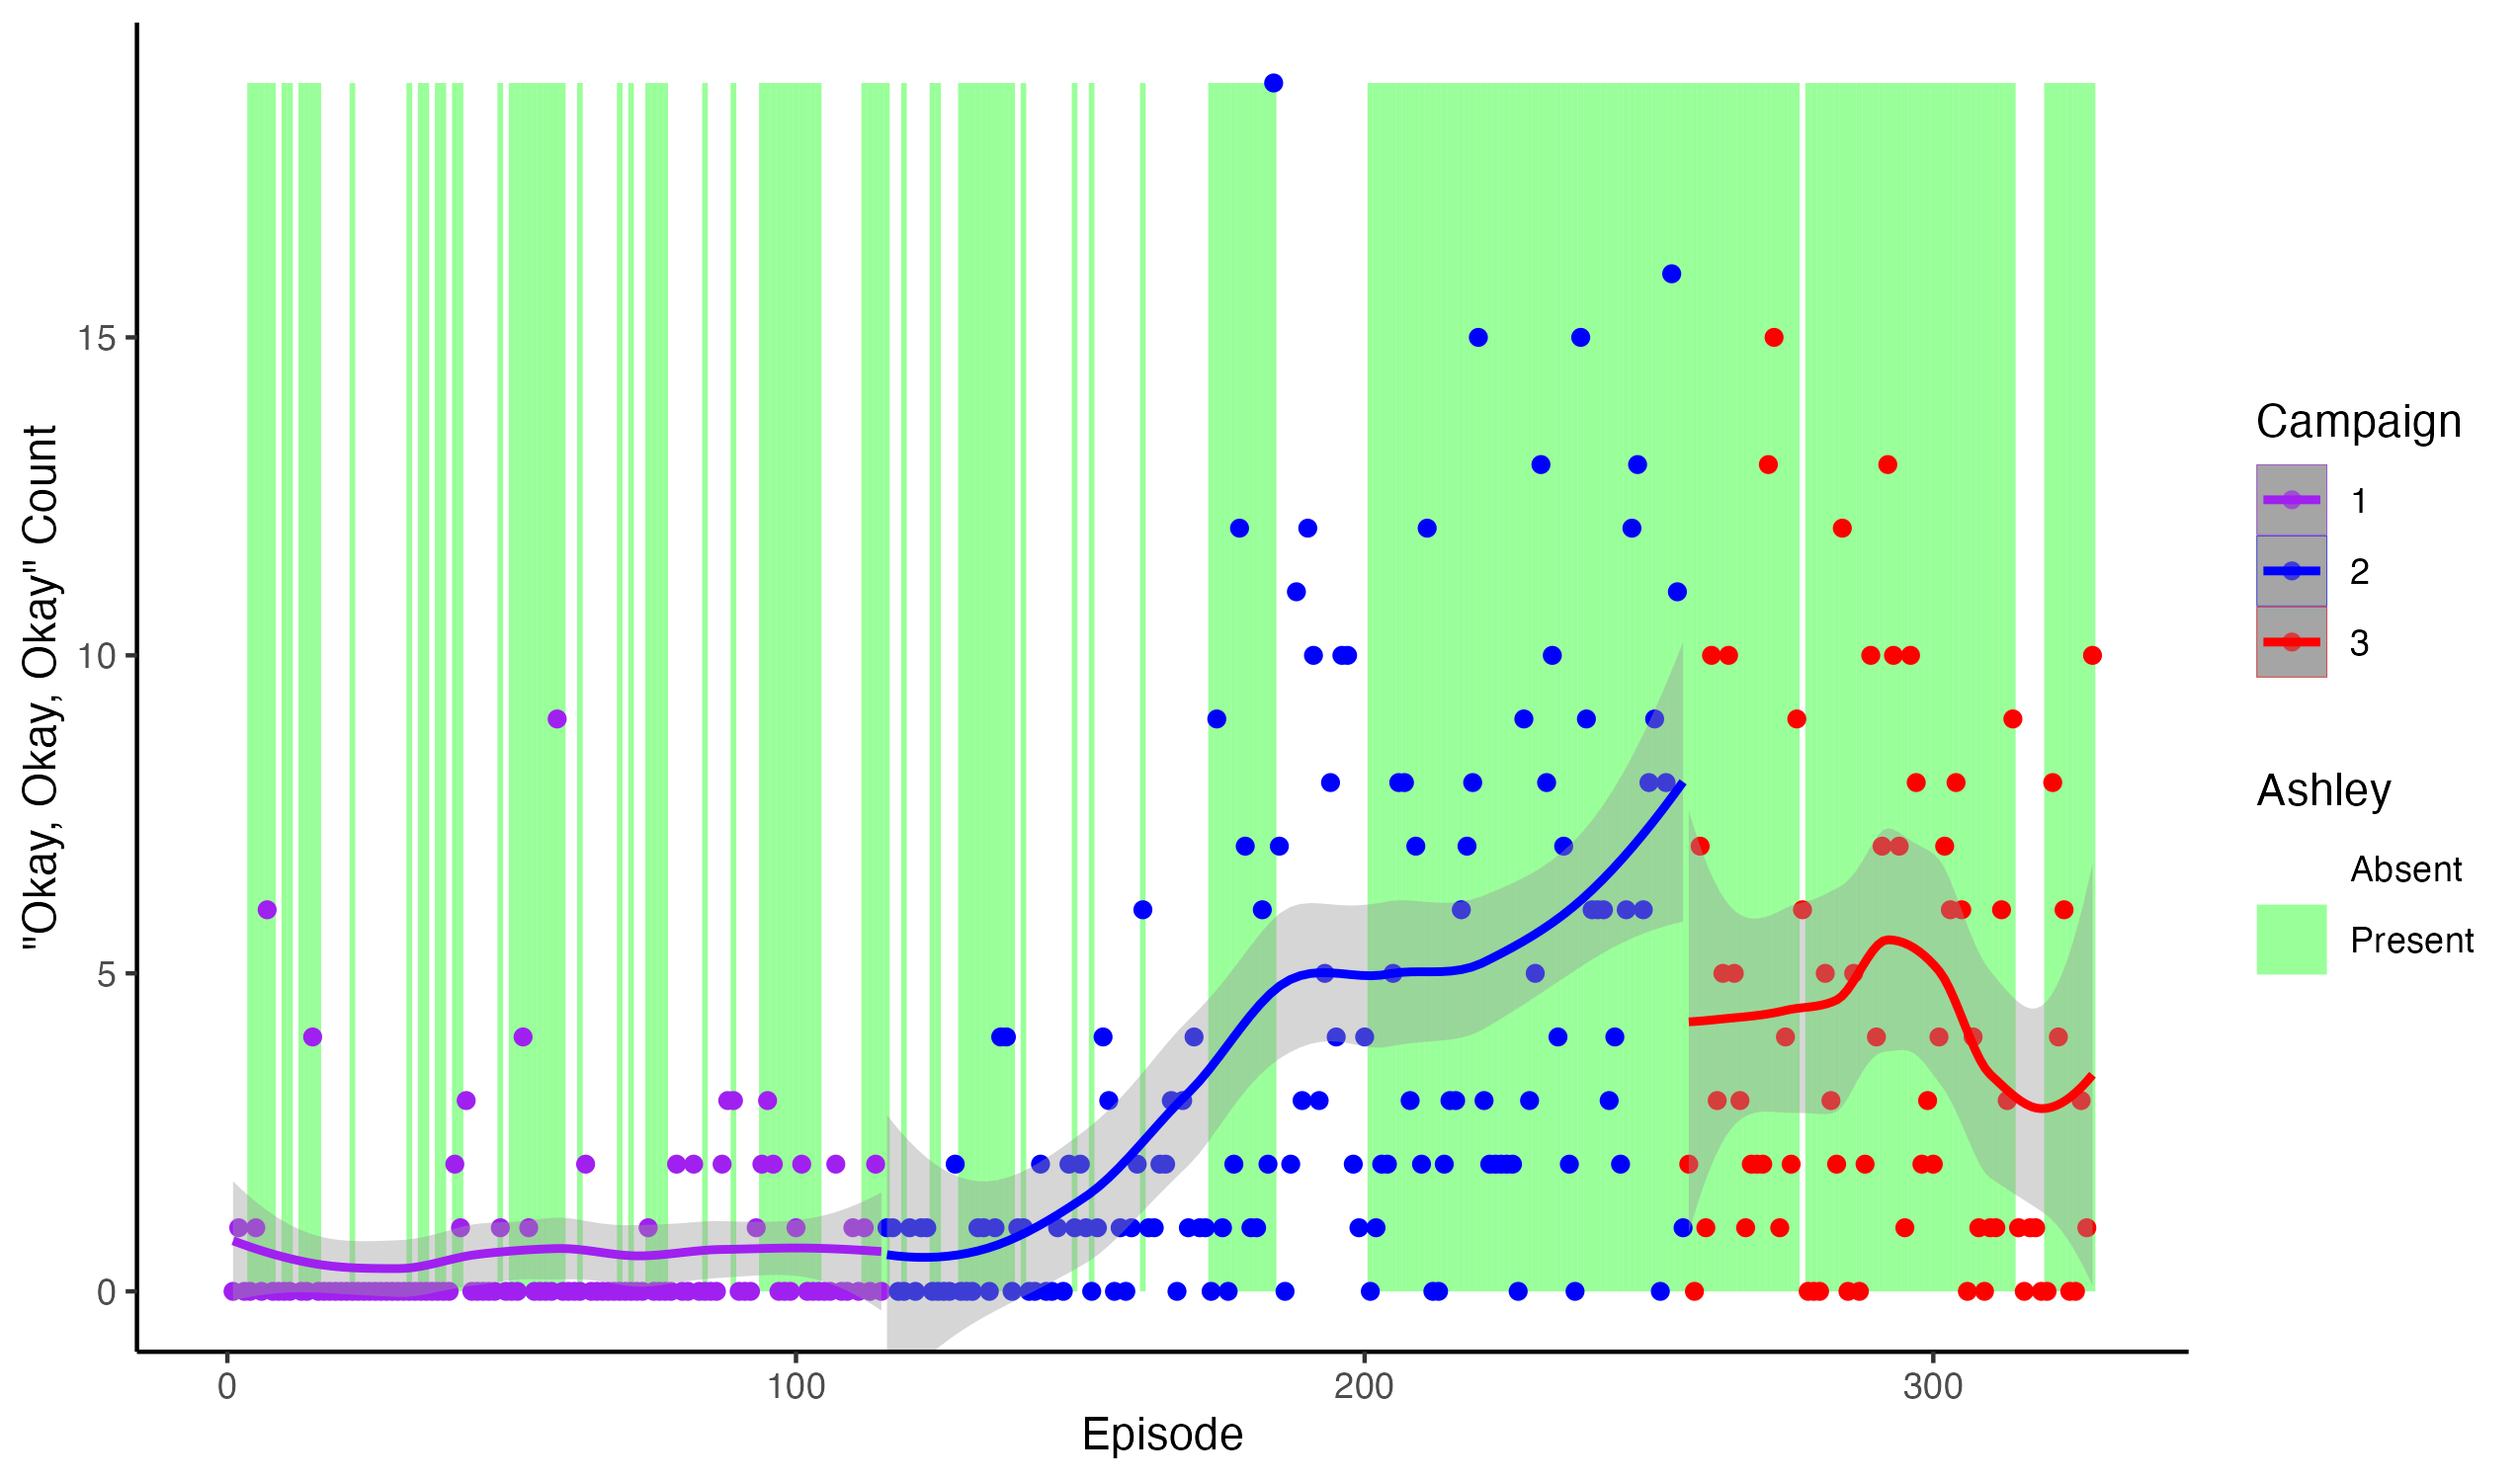 "Okay, Okay, Okay, Okay" Count
15
10
5
0
0
100
200
300
Episode
Campaign
1
2
3
Ashley
Absent
Present